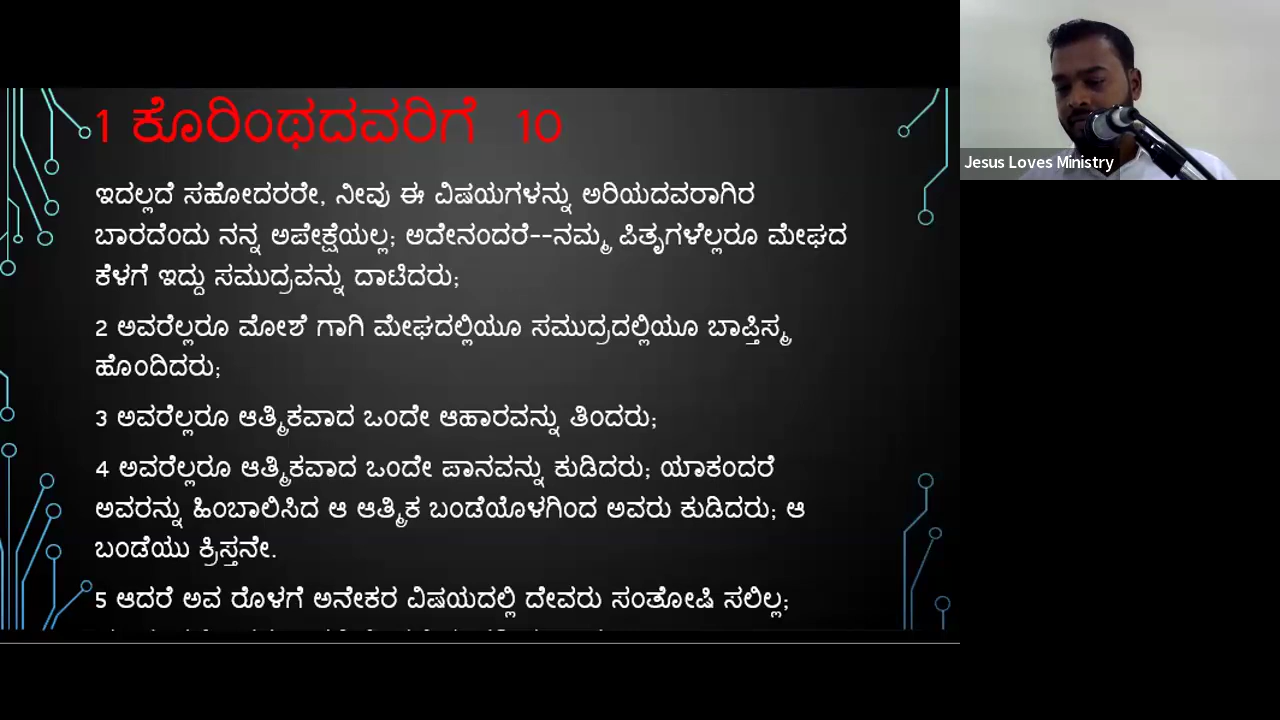 1 ಕೊರಿಂಥದವರಿಗೆ 10
ಇದಲ್ಲದೆ ಸಹೋದರರೇ, ನೀವು ಈ ವಿಷಯಗಳನ್ನು ಅರಿಯದವರಾಗಿರ
ಬಾರದೆಂದು ನನ್ನ ಅಪೇಕ್ಷೆಯಲ್ಲ; ಅದೇನಂದರೆ--ನಮ್ಮ ಪಿತೃಗಳೆಲ್ಲರೂ ಮೇಘದ
ಕೆಳಗೆ ಇದ್ದು ಸಮುದ್ರವನ್ನು ದಾಟಿದರು;
2 ಅವರೆಲ್ಲರೂ ಮೋಶೆ ಗಾಗಿ ಮೇಘದಲ್ಲಿಯೂ ಸಮುದ್ರದಲ್ಲಿಯೂ ಬಾಪ್ತಿಸ್ಮ
ಹೊಂದಿದರು;
3 ಅವರೆಲ್ಲರೂ ಆತ್ಮಿಕವಾದ ಒಂದೇ ಆಹಾರವನ್ನು ತಿಂದರು;
4 ಅವರೆಲ್ಲರೂ ಆತ್ಮಿಕವಾದ ಒಂದೇ ಪಾನವನ್ನು ಕುಡಿದರು; ಯಾಕಂದರೆ
ಅವರನ್ನು ಹಿಂಬಾಲಿಸಿದ ಆ ಆತ್ಮಿಕ ಬಂಡೆಯೊಳಗಿಂದ ಅವರು ಕುಡಿದರು; ಆ
ಬಂಡೆಯು ಕ್ರಿಸ್ತನೇ.
5 ಆದರೆ ಅವ ರೊಳಗೆ ಅನೇಕರ ವಿಷಯದಲ್ಲಿ ದೇವರು ಸಂತೋಷಿ ಸಲಿಲ್ಲ;
Jesus Loves Ministry